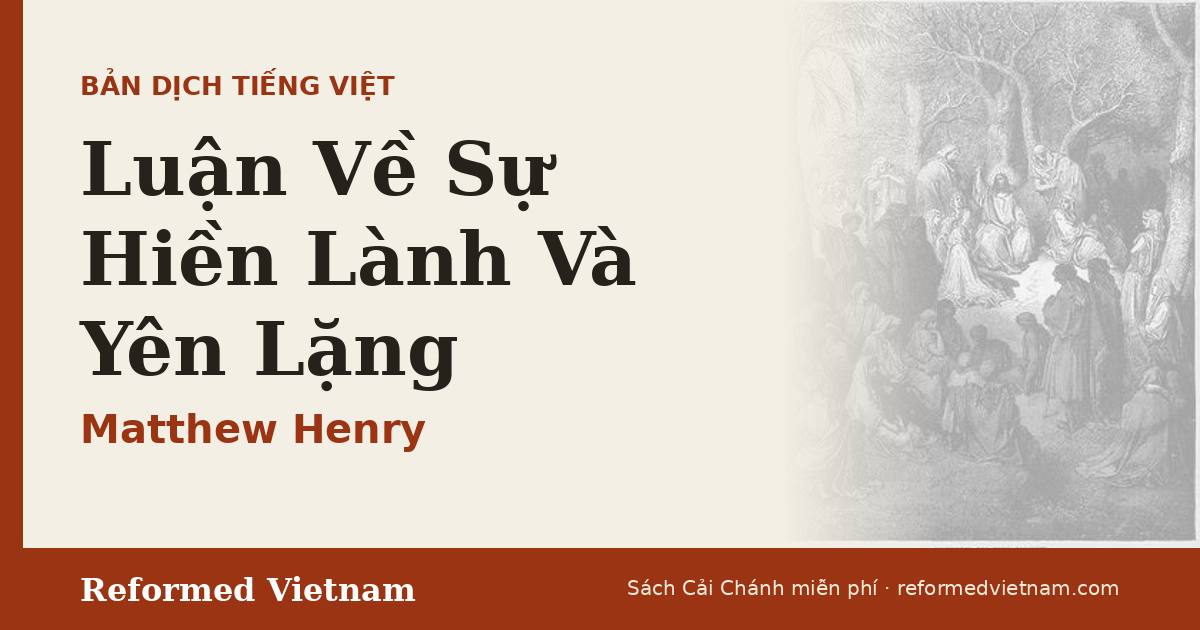 BẢN DỊCH TIẾNG VIỆT
Luận Về Sự
Hiền Lành Và
Yên Lặng
Matthew Henry
Reformed Vietnam
Sách Cải Chánh miễn phí · reformedvietnam.com